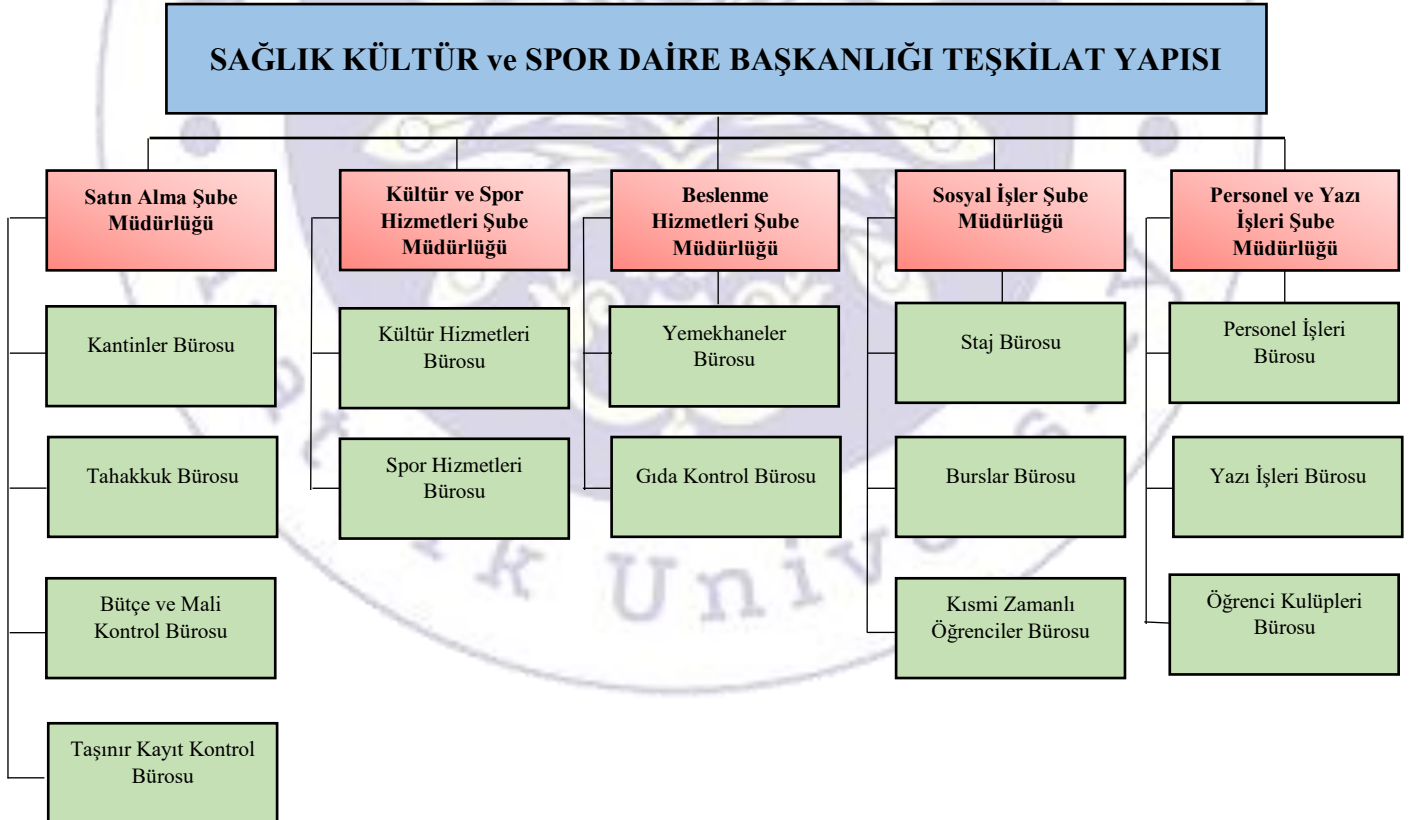 SAĞLIK KÜLTÜR ve SPOR DAİRE BAŞKANLIĞI TEŞKİLAT YAPISI
Satın Alma Şube
Müdürlüğü
Kültür ve Spor
Hizmetleri Şube
Müdürlüğü
Beslenme
Hizmetleri Şube
Müdürlüğü
Sosyal İşler Şube
Müdürlüğü
Personel ve Yazı
İşleri Şube
Müdürlüğü
Kantinler Bürosu
Kültür Hizmetleri
Bürosu
Yemekhaneler
Bürosu
Staj Bürosu
Personel İşleri
Bürosu
Tahakkuk Bürosu
Spor Hizmetleri
Bürosu
Gıda Kontrol Bürosu
Burslar Bürosu
Yazı İşleri Bürosu
Bütçe ve Mali
Kontrol Bürosu
Kısmi Zamanlı
Öğrenciler Bürosu
Öğrenci Kulüpleri
Bürosu
Taşınır Kayıt Kontrol
Bürosu